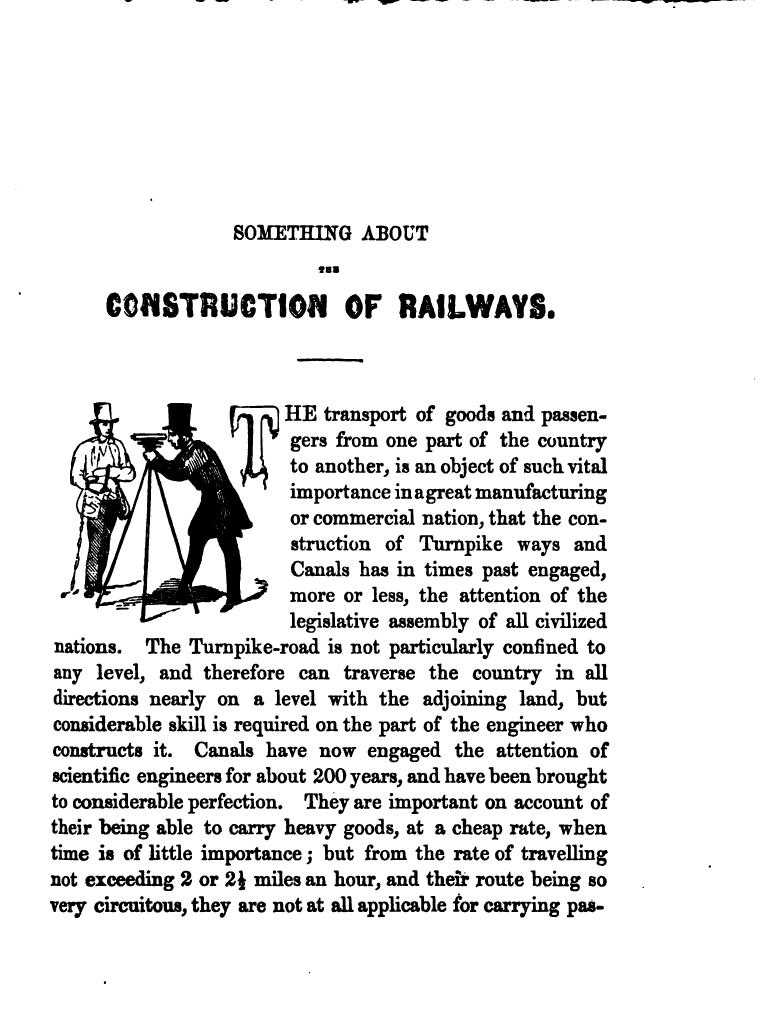 SOMETHING ABOUT
THE
CONSTRUCTION OF RAILWAYS.
THE transport of goods and passen-
gers from one part of the country
to another, is an object of such vital
importance in a great manufacturing
or commercial nation, that the con-
struction of Turnpike ways and
Canals has in times past engaged,
more or less, the attention of the
legislative assembly of all civilized
nations. The Turnpike-road is not particularly confined to
any level, and therefore can traverse the country in all
directions nearly on a level with the adjoining land, but
considerable skill is required on the part of the engineer who
constructs it. Canals have now engaged the attention of
scientific engineers for about 200 years, and have been brought
to considerable perfection. They are important on account of
their being able to carry heavy goods, at a cheap rate, when
time is of little importance; but from the rate of travelling
not exceeding 2 or 2½ miles an hour, and their route being so
very circuitous, they are not at all applicable for carrying pas-